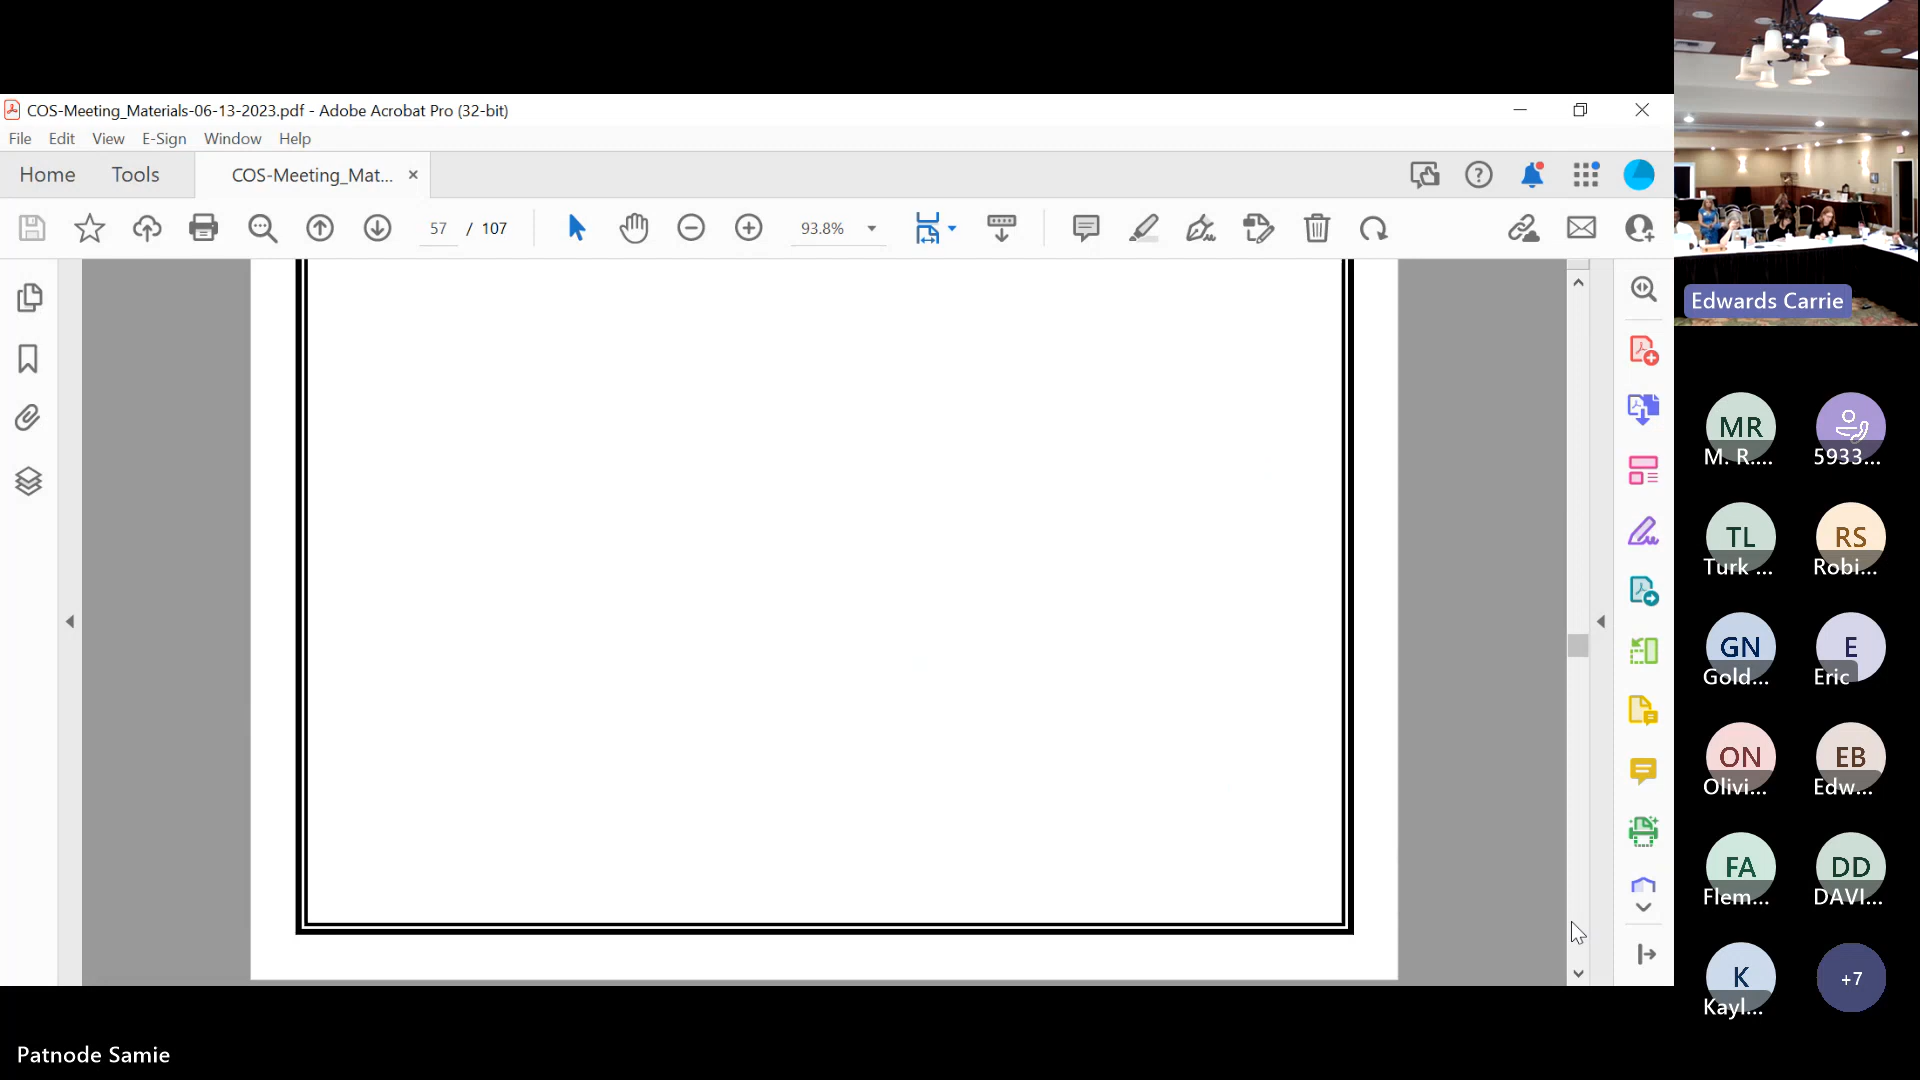 COS-Meeting_Materials-06-13-2023.pdf - Adobe Acrobat Pro (32-bit)
File Edit View E-Sign Window Help
Home Tools COS-Meeting_Mat... ×
57 / 107 93.8%
Edwards Carrie
MR
M. R.... 5933...
TL RS
Turk ... Robi...
GN E
Gold... Eric
ON EB
Olivi... Edw...
FA DD
Flem... DAVI...
K +7
Kayl...
Patnode Samie